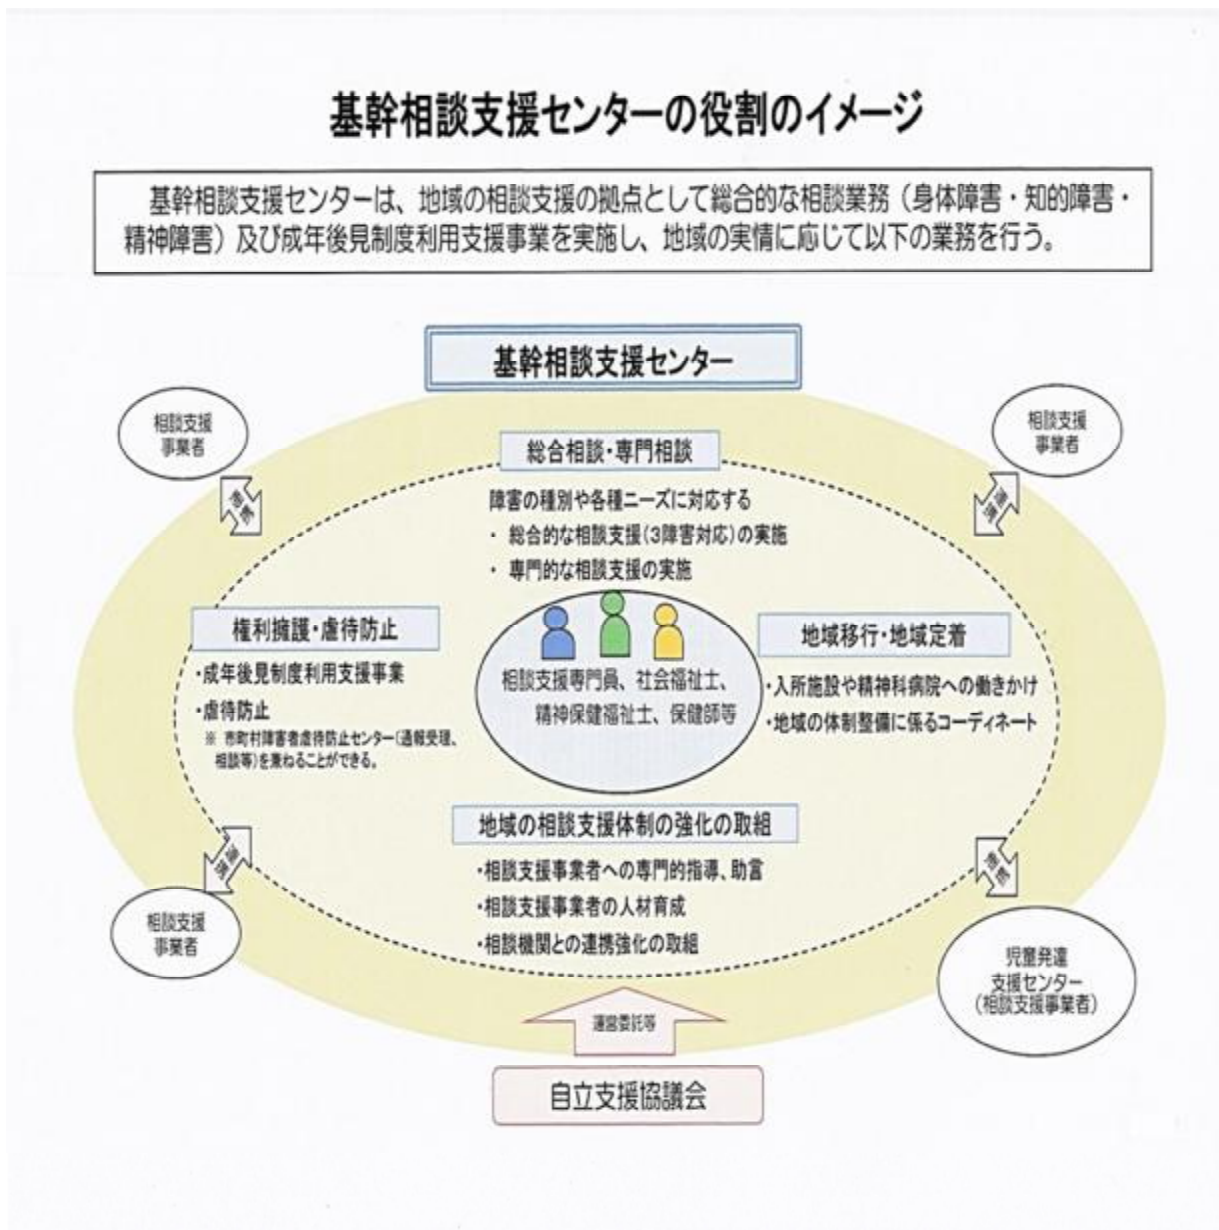 基幹相談支援センターの役割のイメージ
基幹相談支援センターは、地域の相談支援の拠点として総合的な相談業務（身体障害・知的障害・
精神障害）及び成年後見制度利用支援事業を実施し、地域の実情に応じて以下の業務を行う。
基幹相談支援センター
相談支援
事業者
相談支援
事業者
連携
連携
総合相談・専門相談
障害の種別や各種ニーズに対応する
・ 総合的な相談支援(3障害対応)の実施
・ 専門的な相談支援の実施
権利擁護・虐待防止
・成年後見制度利用支援事業
・虐待防止
※ 市町村障害者虐待防止センター(通報受理、
相談等)を兼ねることができる。
相談支援専門員、社会福祉士、
精神保健福祉士、保健師等
地域移行・地域定着
・入所施設や精神科病院への働きかけ
・地域の体制整備に係るコーディネート
地域の相談支援体制の強化の取組
・相談支援事業者への専門的指導、助言
・相談支援事業者の人材育成
・相談機関との連携強化の取組
連携
連携
相談支援
事業者
児童発達
支援センター
(相談支援事業者)
運営委託等
自立支援協議会